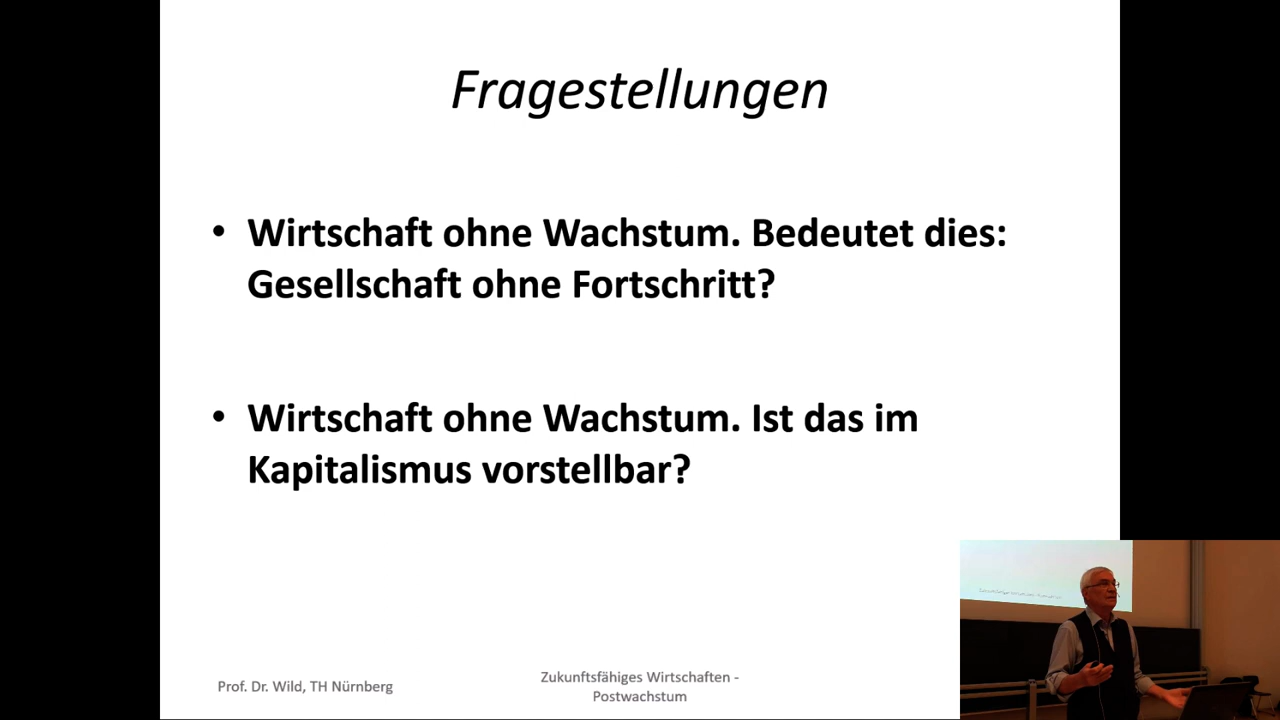 Fragestellungen
• Wirtschaft ohne Wachstum. Bedeutet dies:
Gesellschaft ohne Fortschritt?
• Wirtschaft ohne Wachstum. Ist das im
Kapitalismus vorstellbar?
Prof. Dr. Wild, TH Nürnberg
Zukunftsfähiges Wirtschaften -
Postwachstum